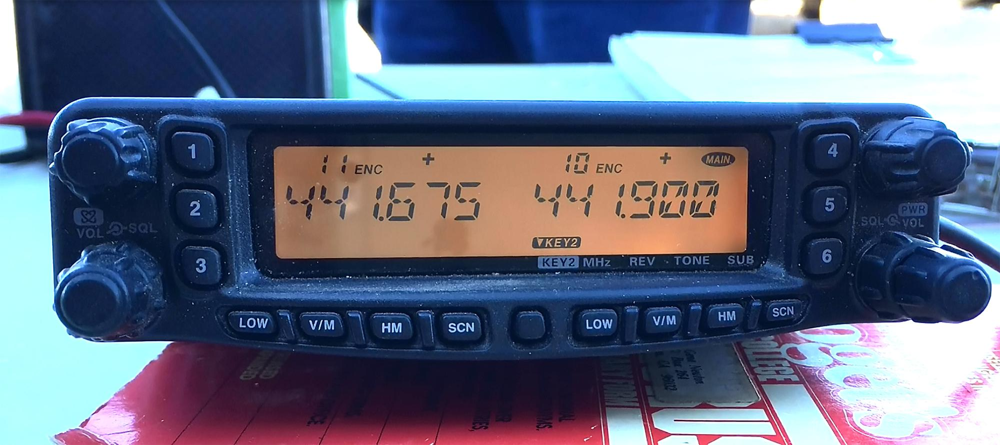 1
2
3
VOL SQL
11 ENC +
441.675
10 ENC + MAIN
441.900
▼KEY2
KEY2 MHz REV TONE SUB
4
5
6
PWR
SQL VOL
LOW V/M HM SCN
LOW V/M HM SCN
COLLEGE